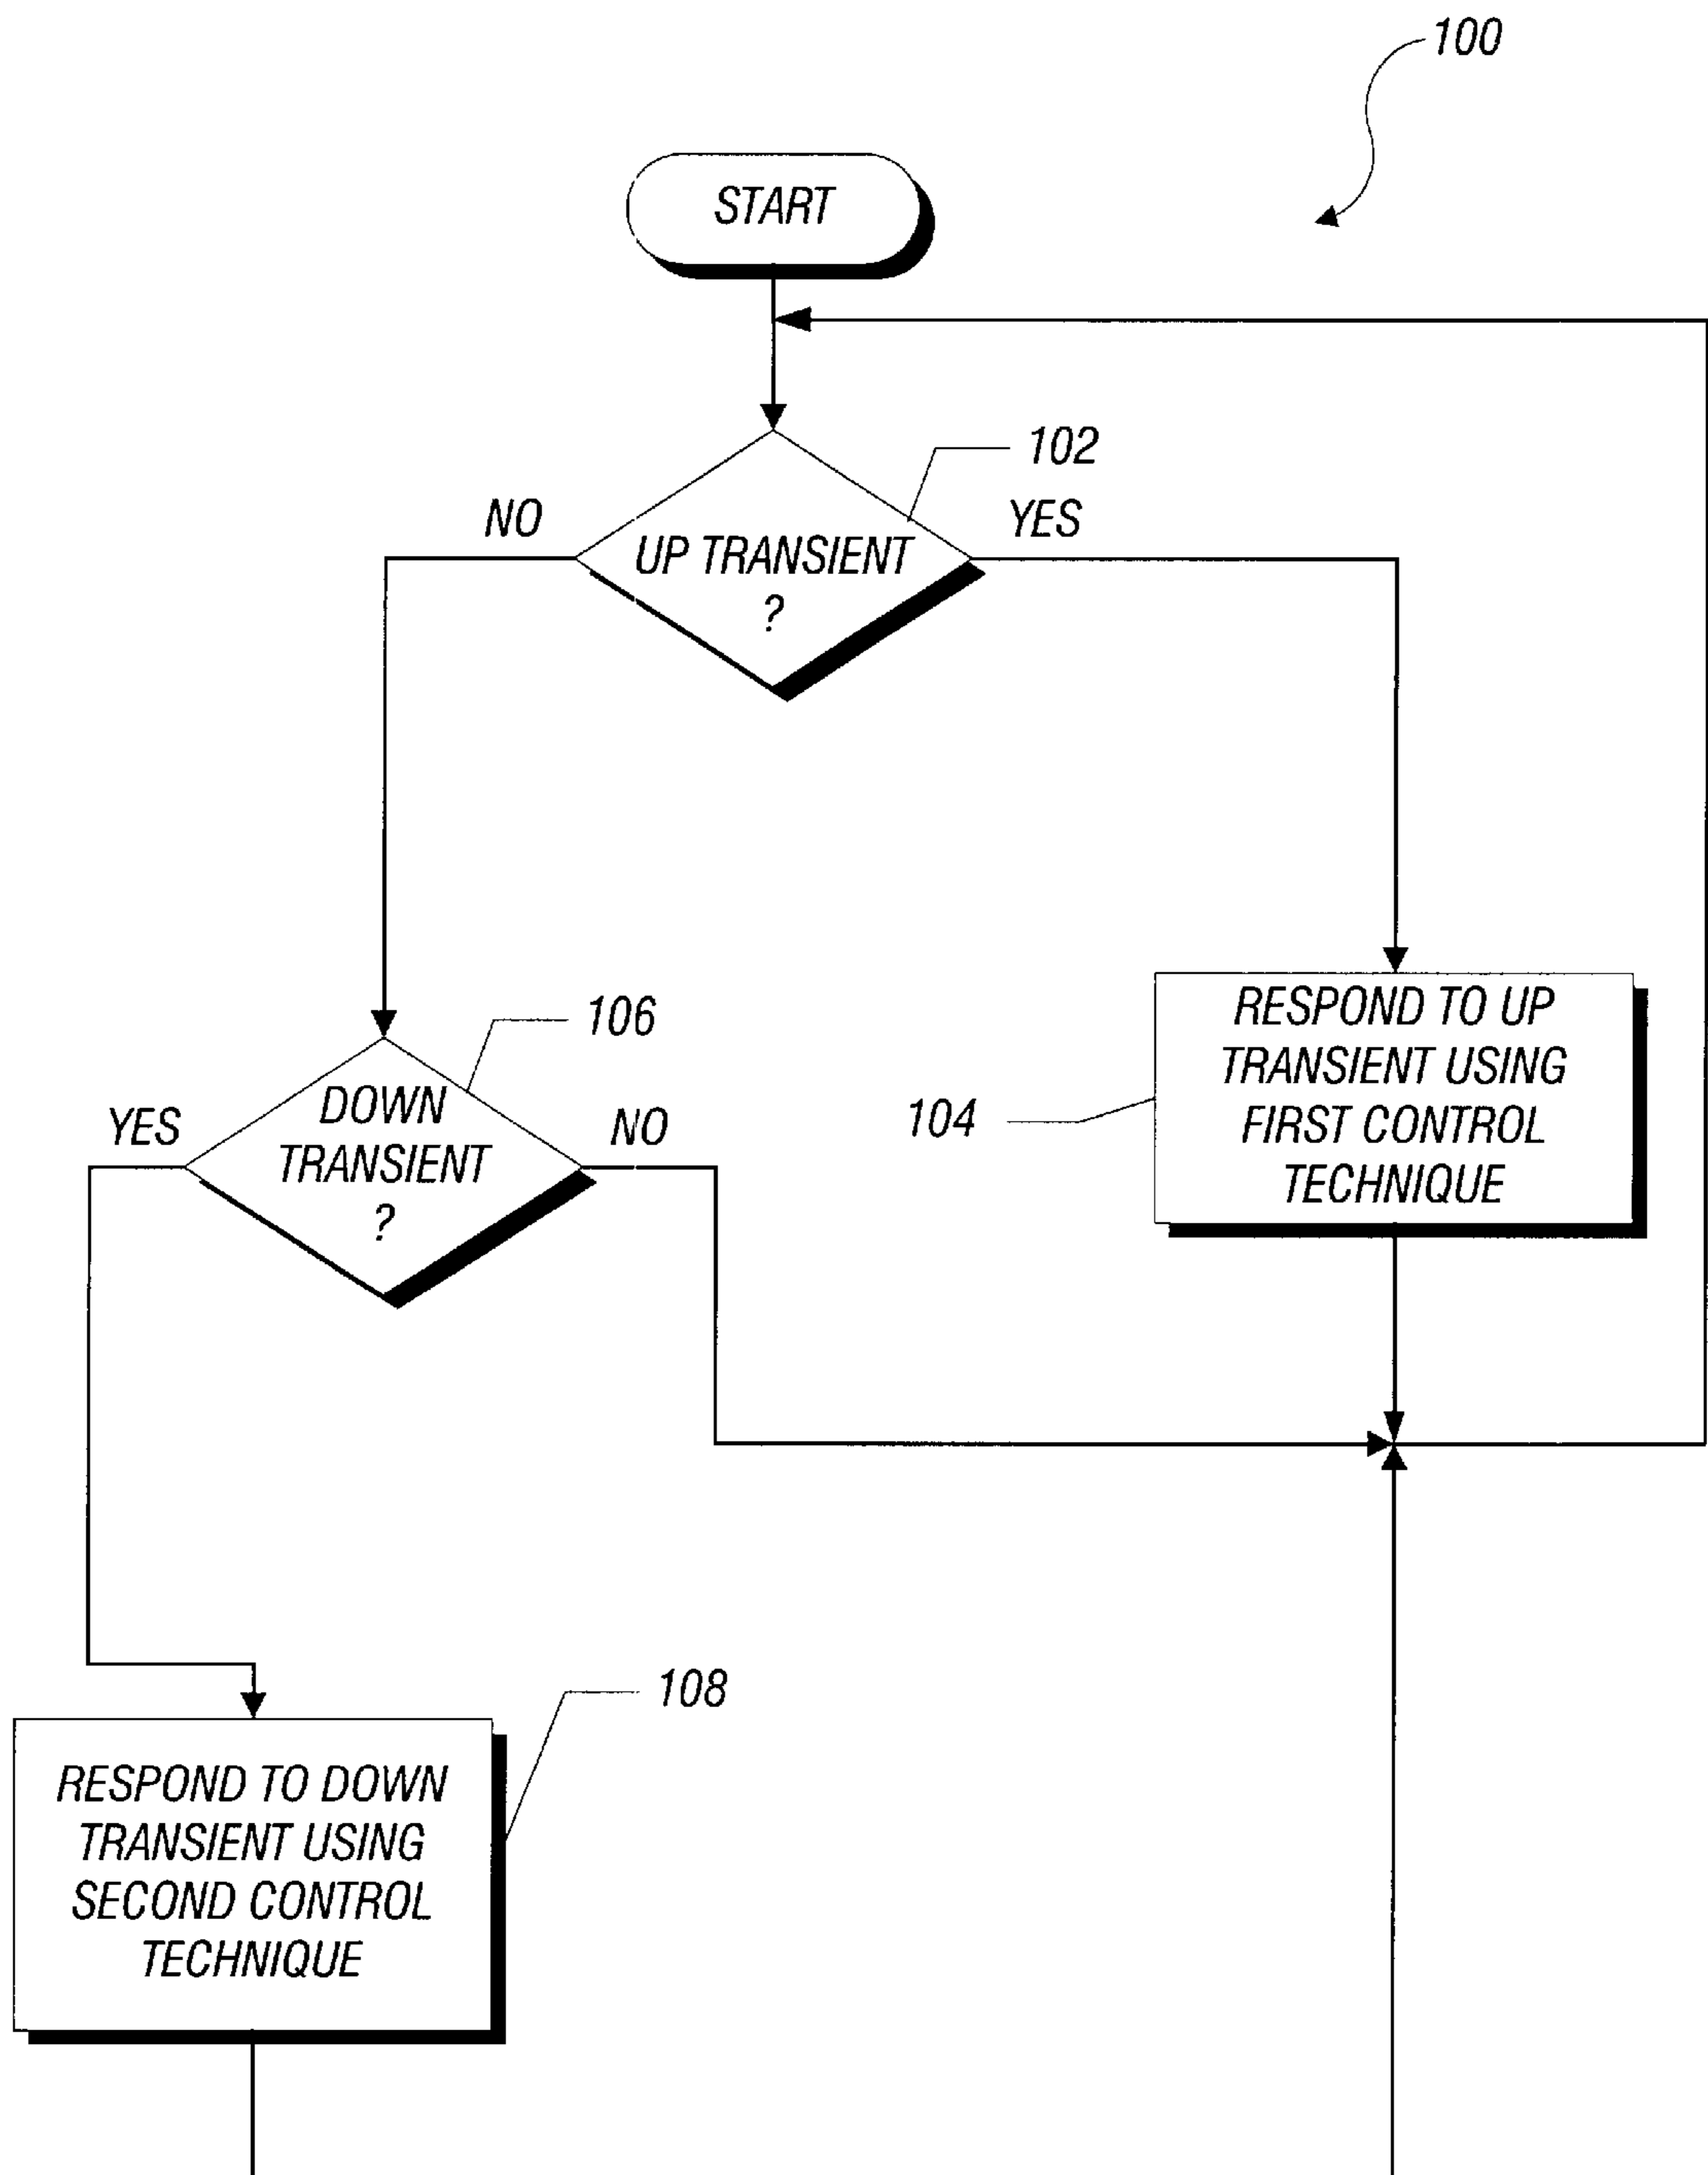 100
START
102
NO
YES
UP TRANSIENT
?
106
RESPOND TO UP
TRANSIENT USING
FIRST CONTROL
TECHNIQUE
104
YES
DOWN
TRANSIENT
?
NO
108
RESPOND TO DOWN
TRANSIENT USING
SECOND CONTROL
TECHNIQUE